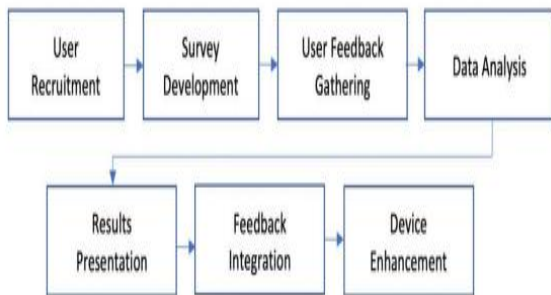 User
Recruitment
Survey
Development
User Feedback
Gathering
Data Analysis
Results
Presentation
Feedback
Integration
Device
Enhancement